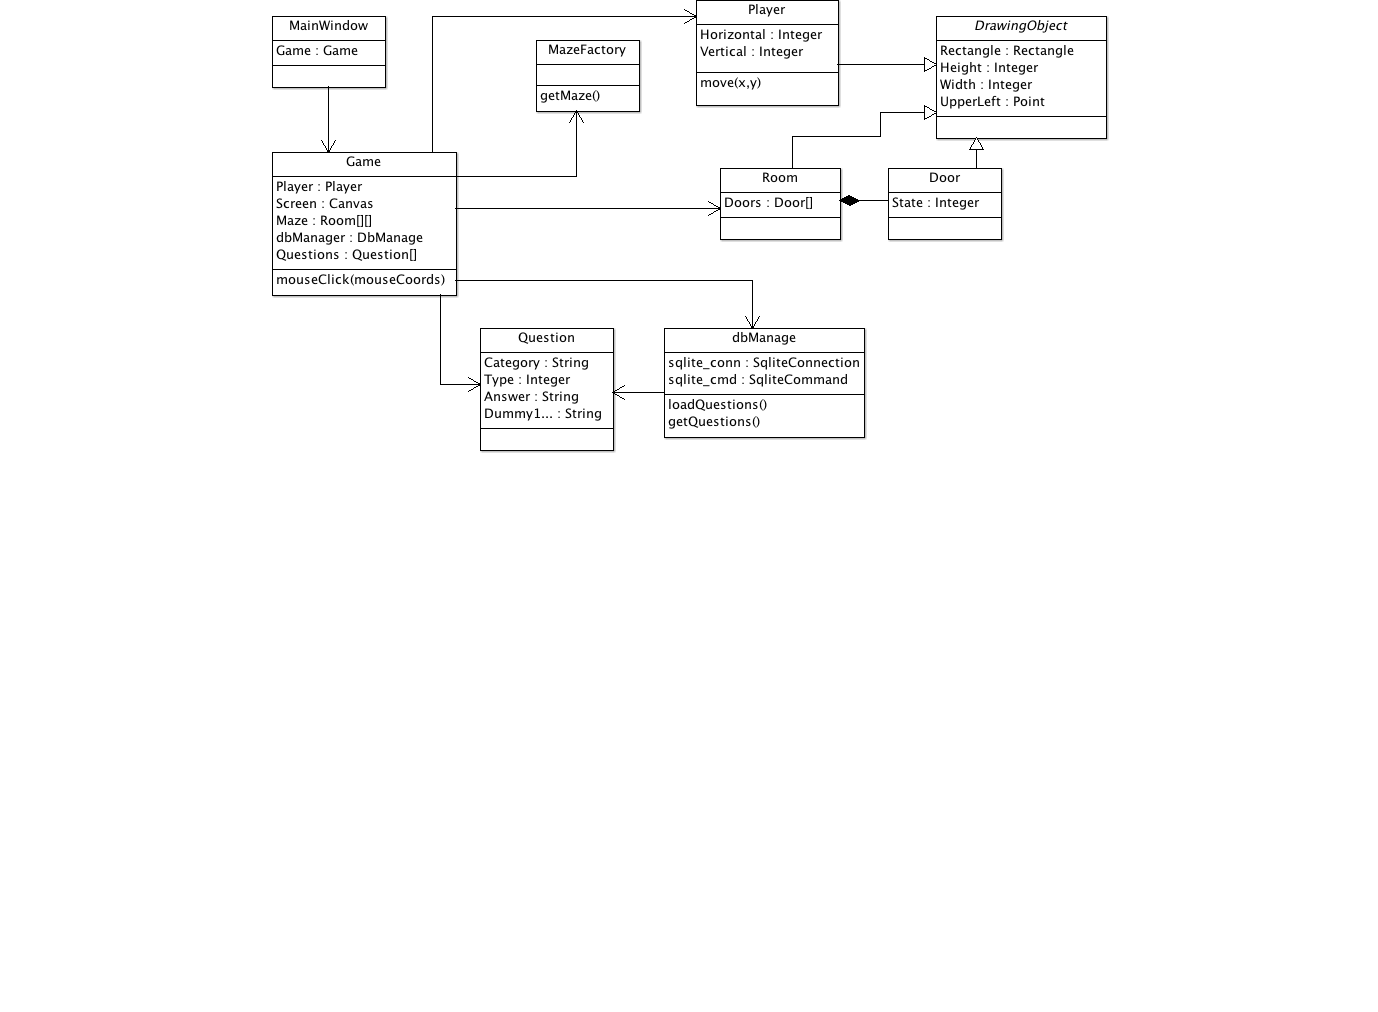 MainWindow
Game : Game
MazeFactory
getMaze()
Player
Horizontal : Integer
Vertical : Integer
move(x,y)
DrawingObject
Rectangle : Rectangle
Height : Integer
Width : Integer
UpperLeft : Point
Game
Player : Player
Screen : Canvas
Maze : Room[][]
dbManager : DbManage
Questions : Question[]
mouseClick(mouseCoords)
Room
Doors : Door[]
Door
State : Integer
Question
Category : String
Type : Integer
Answer : String
Dummy1... : String
dbManage
sqlite_conn : SqliteConnection
sqlite_cmd : SqliteCommand
loadQuestions()
getQuestions()